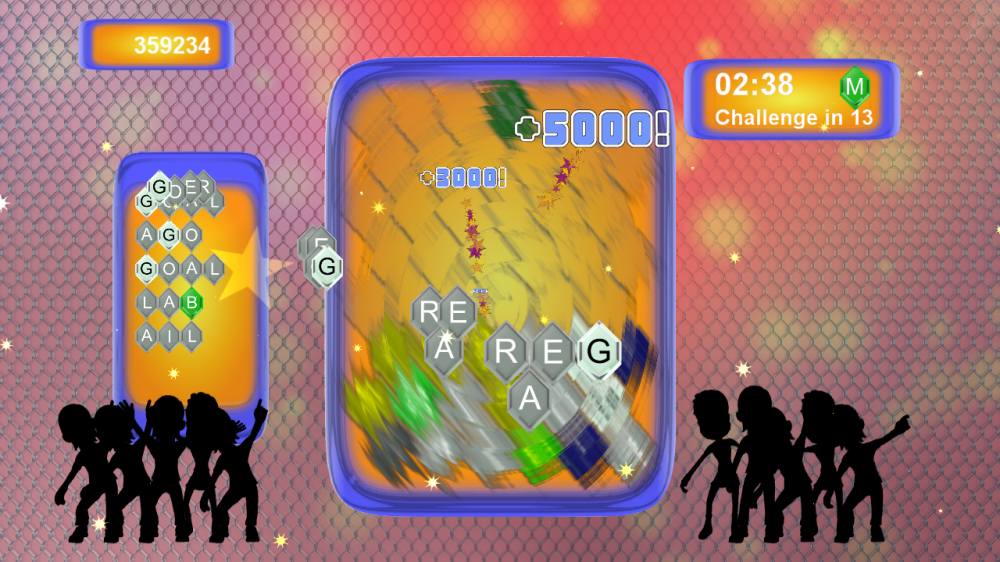 359234
02:38 M
Challenge in 13
+5000!
+3000!
AGO
GOAL
LAB
AIL
G
RE
A
REG
A